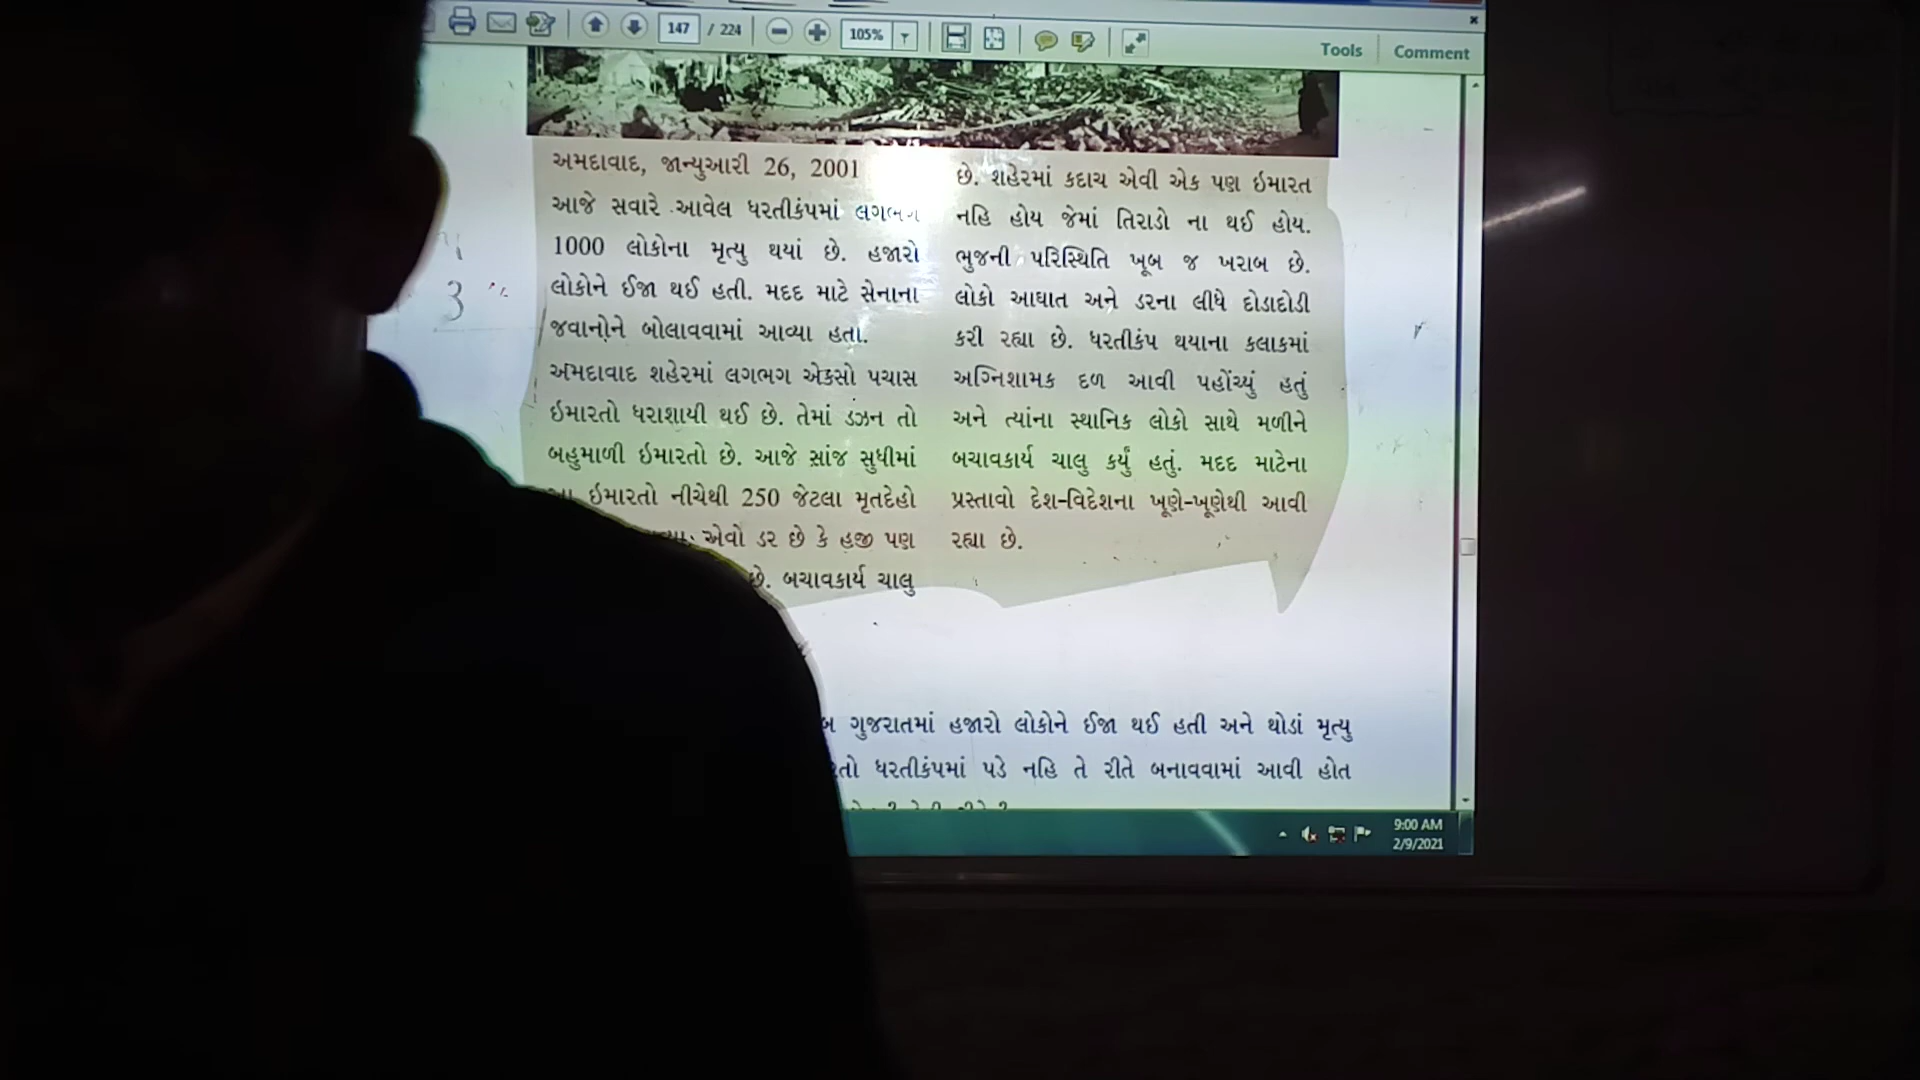 147 / 224
105%
Tools
Comment
અમદાવાદ, જાન્યુઆરી 26, 2001
આજે સવારે આવેલ ધરતીકંપમાં લગભગ
1000 લોકોના મૃત્યુ થયાં છે. હજારો
લોકોને ઈજા થઈ હતી. મદદ માટે સેનાના
જવાનોને બોલાવવામાં આવ્યા હતા.
અમદાવાદ શહેરમાં લગભગ એકસો પચાસ
ઇમારતો ધરાશાયી થઈ છે. તેમાં ડઝન તો
બહુમાળી ઇમારતો છે. આજે સાંજ સુધીમાં
ઇમારતો નીચેથી 250 જેટલા મૃતદેહો
એવો ડર છે કે હજી પણ
છે. બચાવકાર્ય ચાલુ
છે. શહેરમાં કદાચ એવી એક પણ ઇમારત
નહિ હોય જેમાં તિરાડો ના થઈ હોય.
ભુજની પરિસ્થિતિ ખૂબ જ ખરાબ છે.
લોકો આઘાત અને ડરના લીધે દોડાદોડી
કરી રહ્યા છે. ધરતીકંપ થયાના કલાકમાં
અગ્નિશામક દળ આવી પહોંચ્યું હતું
અને ત્યાંના સ્થાનિક લોકો સાથે મળીને
બચાવકાર્ય ચાલુ કર્યું હતું. મદદ માટેના
પ્રસ્તાવો દેશ-વિદેશના ખૂણે-ખૂણેથી આવી
રહ્યા છે.
3
ગુજરાતમાં હજારો લોકોને ઈજા થઈ હતી અને થોડાં મૃત્યુ
ધરતીકંપમાં પડે નહિ તે રીતે બનાવવામાં આવી હોત
9:00 AM
2/9/2021